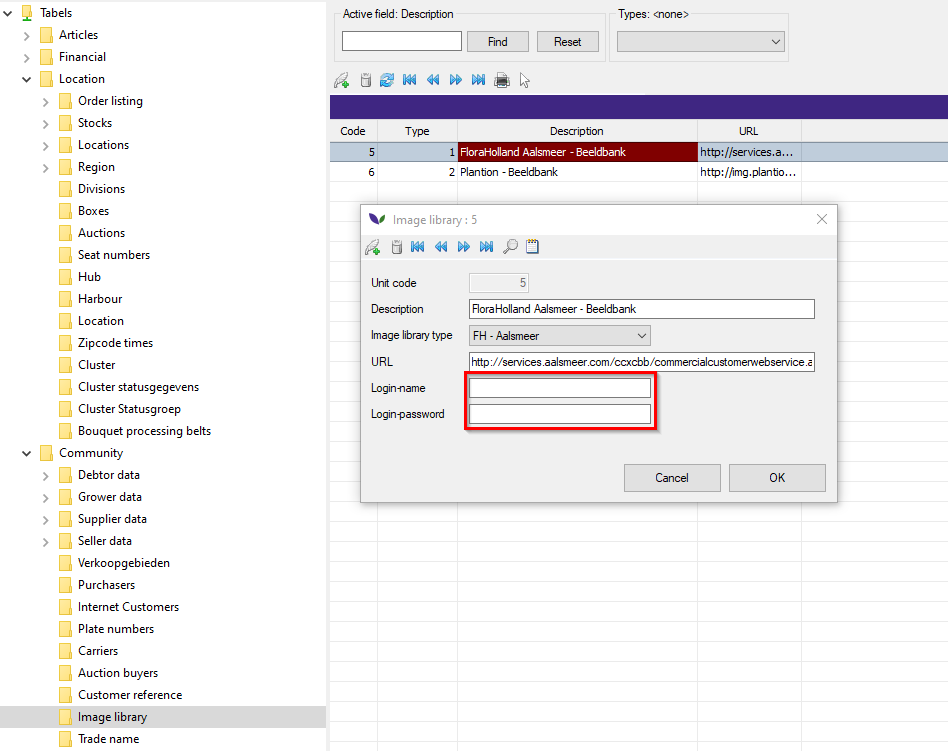 Tabels
Articles
Financial
Location
Order listing
Stocks
Locations
Region
Divisions
Boxes
Auctions
Seat numbers
Hub
Harbour
Location
Zipcode times
Cluster
Cluster statusgegevens
Cluster Statusgroep
Bouquet processing belts
Community
Debtor data
Grower data
Supplier data
Seller data
Verkoopgebieden
Purchasers
Internet Customers
Plate numbers
Carriers
Auction buyers
Customer reference
Image library
Trade name
Active field: Description
Find
Reset
Types: <none>
Code Type Description URL
5 1 FloraHolland Aalsmeer - Beeldbank http://services.a...
6 2 Plantion - Beeldbank http://img.plantio...
Image library : 5
Unit code 5
Description FloraHolland Aalsmeer - Beeldbank
Image library type FH - Aalsmeer
URL http://services.aalsmeer.com/ccxcbb/commercialcustomerwebservice.a
Login-name
Login-password
Cancel OK